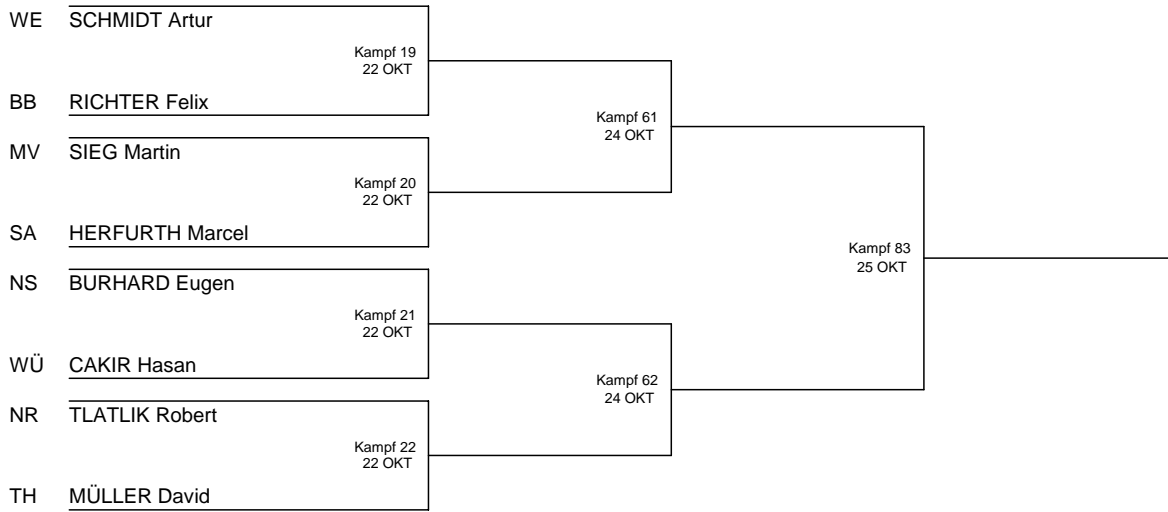 WE SCHMIDT Artur
Kampf 19
22 OKT
BB RICHTER Felix
Kampf 61
24 OKT
MV SIEG Martin
Kampf 20
22 OKT
SA HERFURTH Marcel
Kampf 83
25 OKT
NS BURHARD Eugen
Kampf 21
22 OKT
WÜ CAKIR Hasan
Kampf 62
24 OKT
NR TLATLIK Robert
Kampf 22
22 OKT
TH MÜLLER David